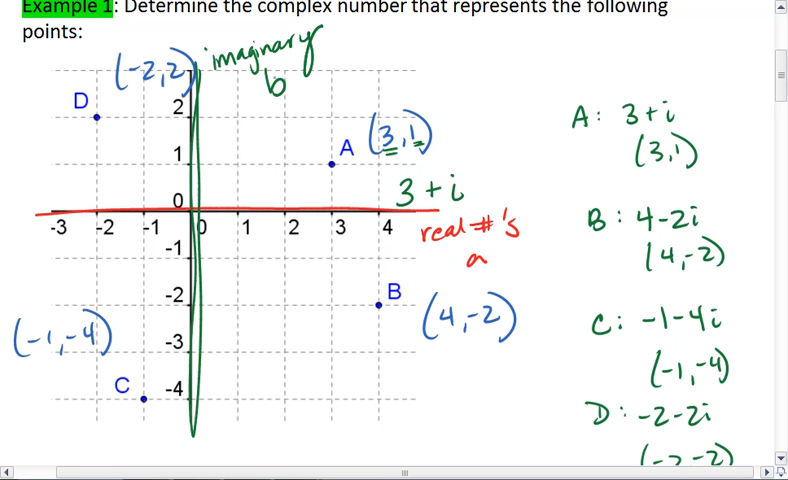 Example 1: Determine the complex number that represents the following
points:
imaginary
b
(-2,2)
D
2
A
(3,1)
1
3+i
0
-3 -2 -1 0 1 2 3 4
real #'s
a
-1
-2
B
(4,-2)
(-1,-4)
-3
C
-4
A: 3+i
(3,1)
B: 4-2i
(4,-2)
C: -1-4i
(-1,-4)
D: -2-2i
(-2,-2)